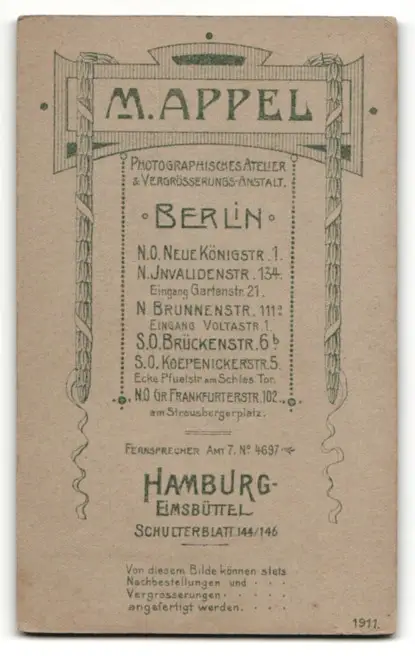 M. APPEL
PHOTOGRAPHISCHES ATELIER
& VERGRÖSSERUNGS-ANSTALT.
BERLIN
N.O. NEUE KÖNIGSTR. 1.
N. JNVALIDENSTR. 134.
Eingang Gartenstr. 21.
N. BRUNNENSTR. 111a
EINGANG VOLTASTR. 1.
S.O. BRÜCKENSTR. 6b
S.O. KOEPENICKERSTR. 5.
Ecke Pfuelstr. am Schles. Tor.
N.O. GR. FRANKFURTERSTR. 102.
am Strausbergerplatz.
FERNSPRECHER AMT 7. No 4697
HAMBURG-
EIMSBÜTTEL
SCHULTERBLATT 144/146
Von diesem Bilde können stets
Nachbestellungen und · · ·
Vergrösserungen · · · · ·
angefertigt werden. · · ·
1911.